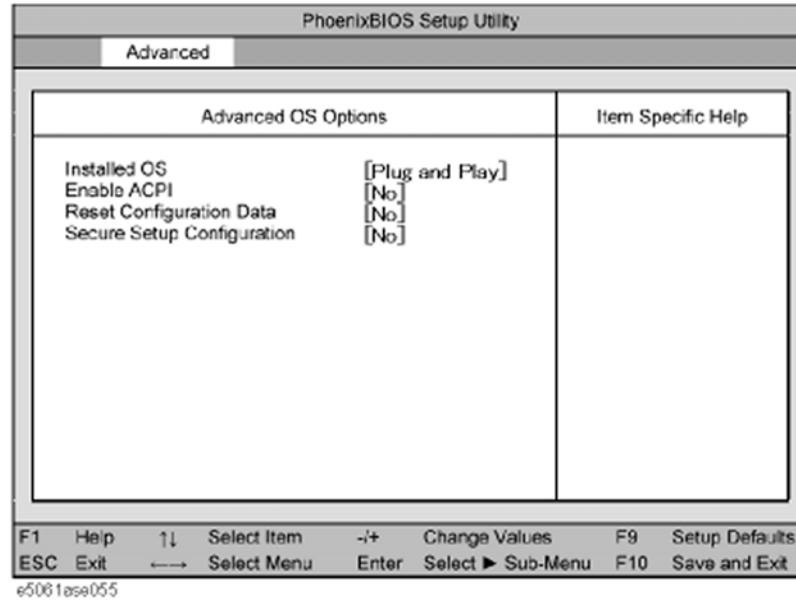 PhoenixBIOS Setup Utility
Advanced
Advanced OS Options
Item Specific Help
Installed OS [Plug and Play]
Enable ACPI [No]
Reset Configuration Data [No]
Secure Setup Configuration [No]
F1 Help ↑↓ Select Item -/+ Change Values F9 Setup Defaults
ESC Exit ←→ Select Menu Enter Select ▶ Sub-Menu F10 Save and Exit
e5061ase055